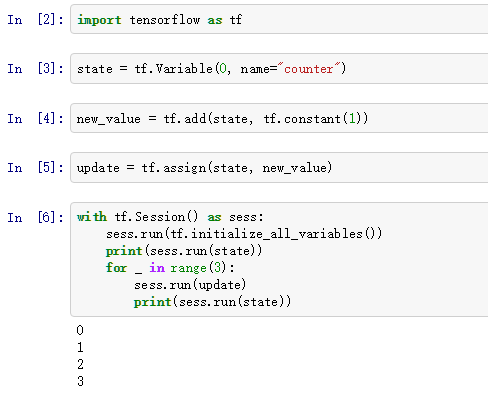 In [2]: import tensorflow as tf
In [3]: state = tf.Variable(0, name="counter")
In [4]: new_value = tf.add(state, tf.constant(1))
In [5]: update = tf.assign(state, new_value)
In [6]: with tf.Session() as sess:
    sess.run(tf.initialize_all_variables())
    print(sess.run(state))
    for _ in range(3):
        sess.run(update)
        print(sess.run(state))
0
1
2
3